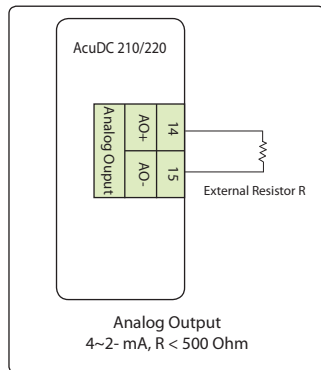 AcuDC 210/220
Analog Ouput
AO+
14
AO-
15
External Resistor R
Analog Output
4~2- mA, R < 500 Ohm